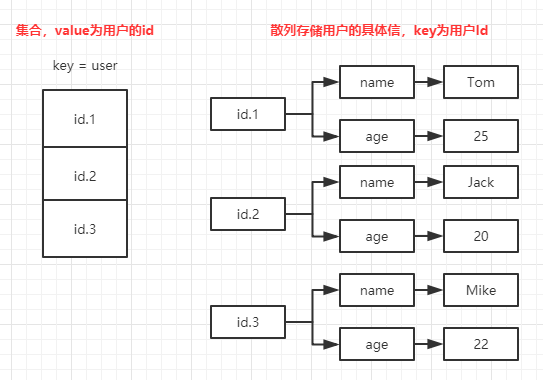 集合，value为用户的id
散列存储用户的具体信，key为用户Id
key = user
id.1
id.2
id.3
id.1
name
Tom
age
25
id.2
name
Jack
age
20
id.3
name
Mike
age
22